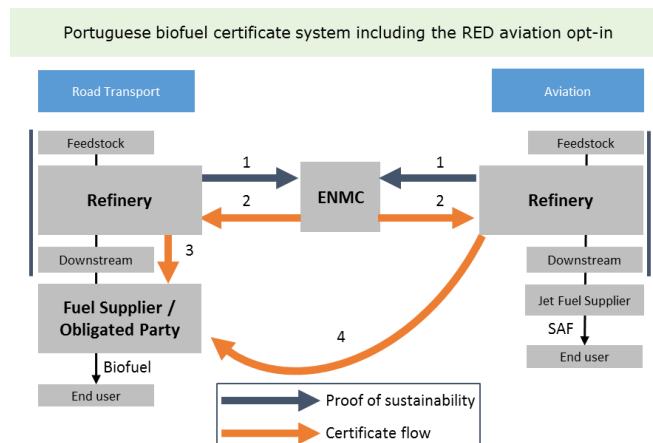 Portuguese biofuel certificate system including the RED aviation opt-in
Road Transport
Aviation
Feedstock
Feedstock
1
1
Refinery
ENMC
Refinery
2
2
3
Downstream
Downstream
Fuel Supplier /
Obligated Party
Jet Fuel Supplier
4
SAF
Biofuel
End user
End user
Proof of sustainability
Certificate flow